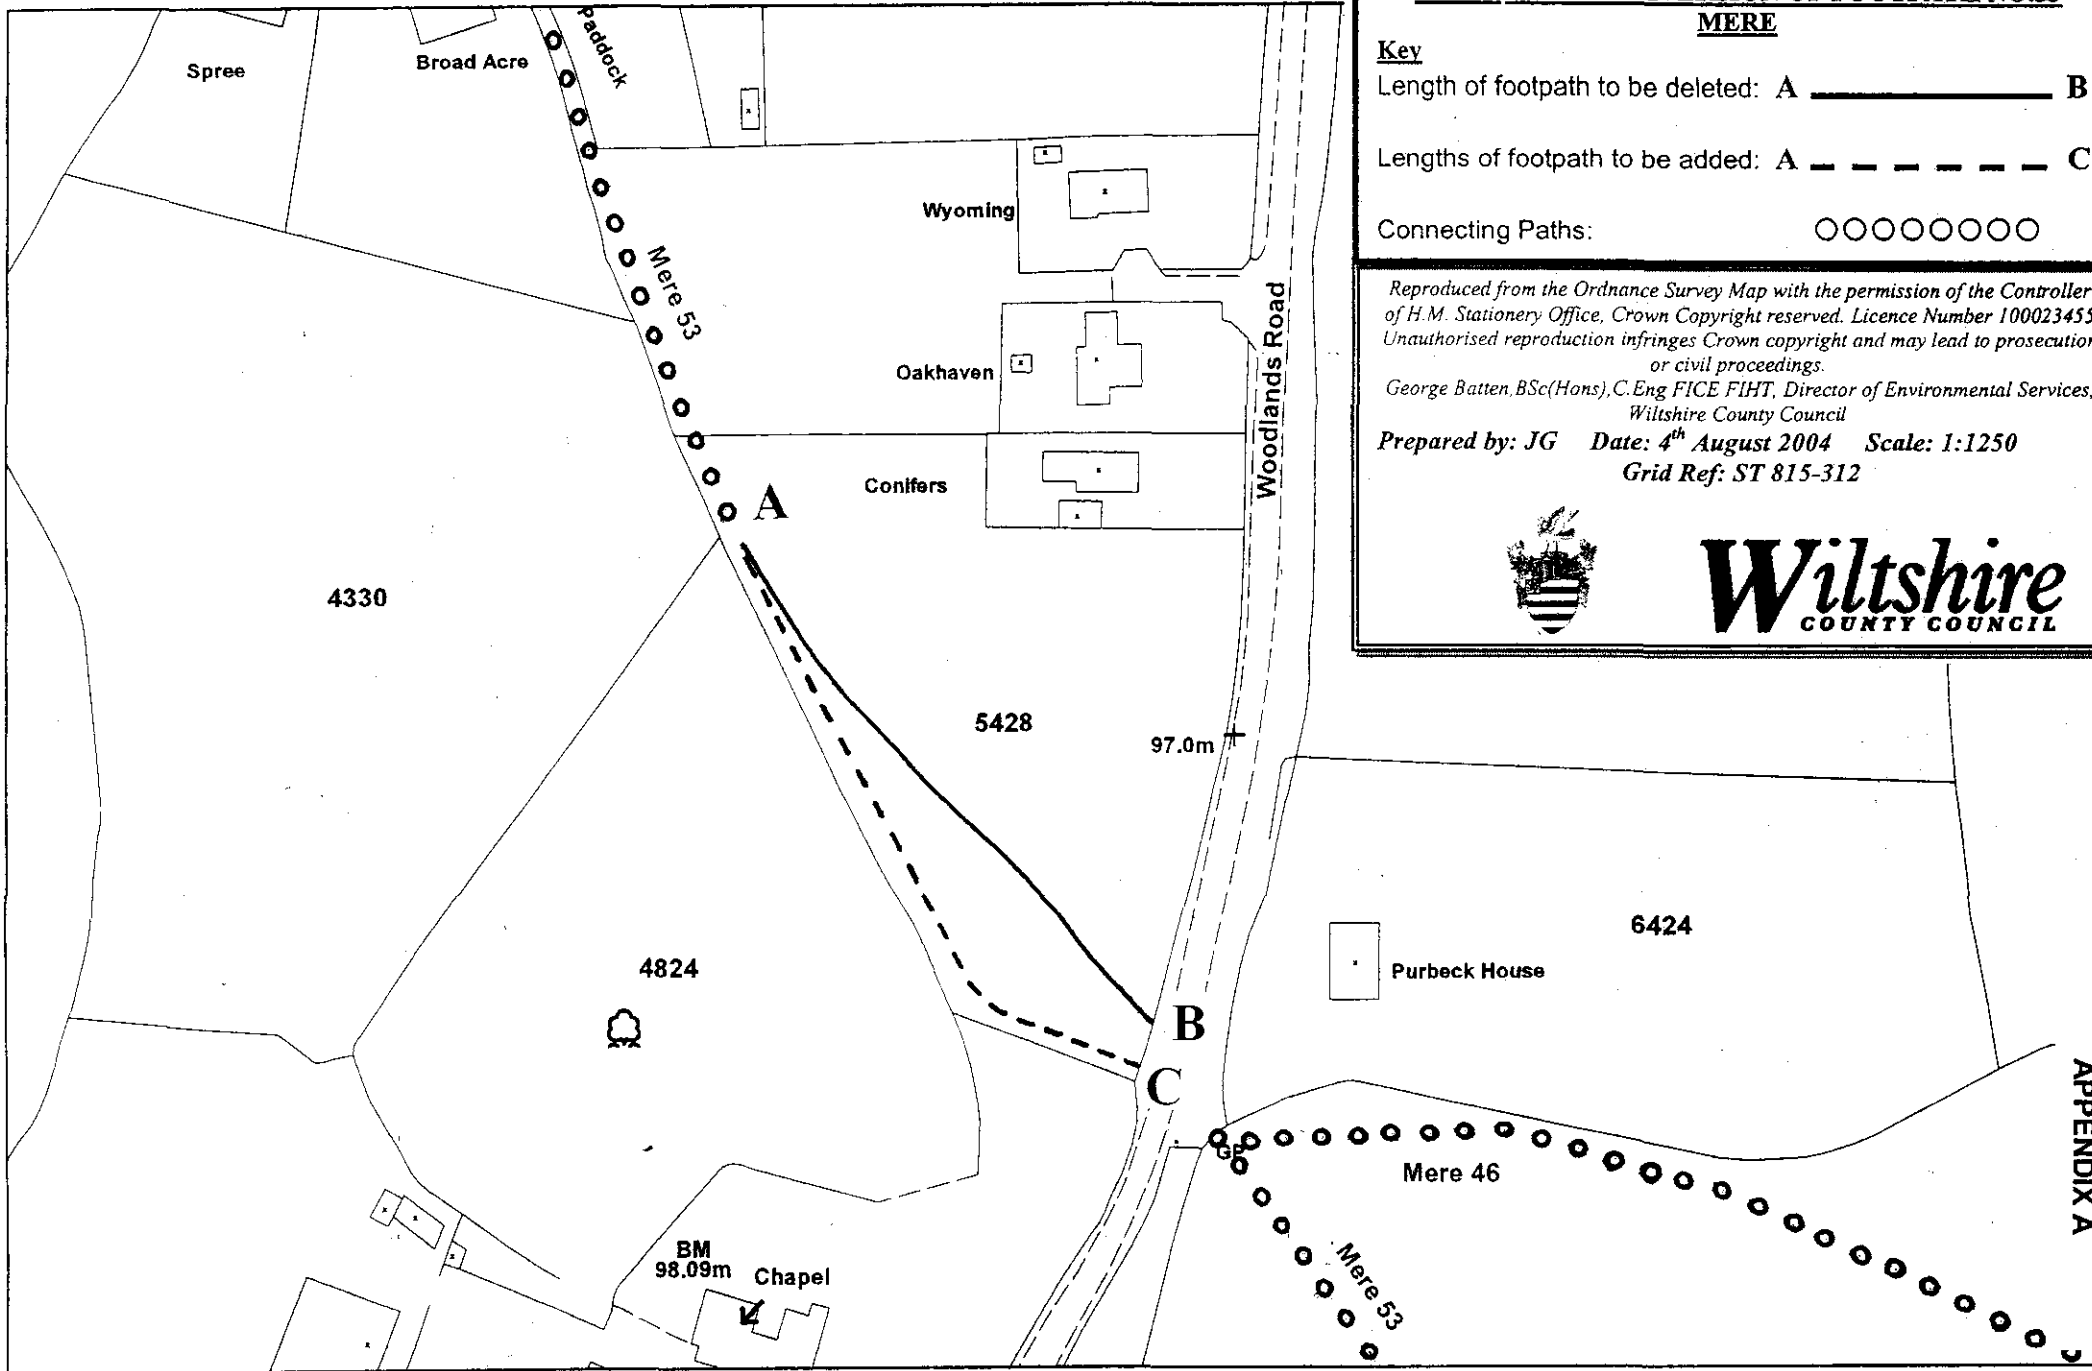 MERE
Key
Length of footpath to be deleted: A B
Lengths of footpath to be added: A C
Connecting Paths:
Reproduced from the Ordnance Survey Map with the permission of the Controller
of H.M. Stationery Office, Crown Copyright reserved. Licence Number 100023455
Unauthorised reproduction infringes Crown copyright and may lead to prosecution
or civil proceedings.
George Batten,BSc(Hons),C.Eng FICE FIHT, Director of Environmental Services,
Wiltshire County Council
Prepared by: JG Date: 4th August 2004 Scale: 1:1250
Grid Ref: ST 815-312
Wiltshire
COUNTY COUNCIL
Spree
Broad Acre
Paddock
Wyoming
Mere 53
Oakhaven
Woodlands Road
Conifers
A
4330
5428
97.0m
4824
6424
Purbeck House
B
C
GP
Mere 46
Mere 53
BM
98.09m
Chapel
APPENDIX A